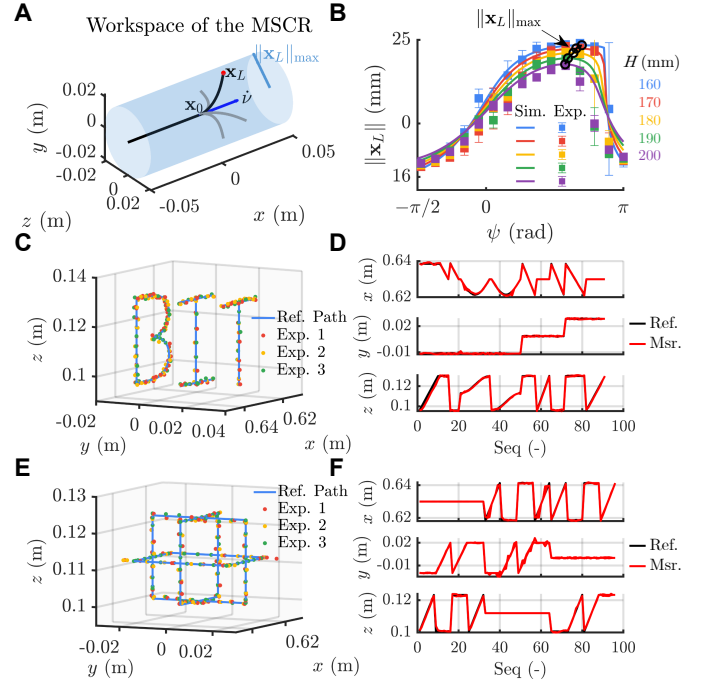 A
Workspace of the MSCR
‖x_L‖max
x_L
x_0
ν̇
0.02
0
-0.02
y (m)
-0.02
0
0.02
z (m)
-0.05
0
0.05
x (m)
B
‖x_L‖max
25
0
16
‖x_L‖ (mm)
H (mm)
160
170
180
190
200
Sim. Exp.
−π/2
0
π
ψ (rad)
C
0.14
0.12
0.1
z (m)
Ref. Path
Exp. 1
Exp. 2
Exp. 3
-0.02
0
0.02
0.04
y (m)
0.64
0.62
x (m)
D
0.64
0.62
x (m)
0.02
-0.01
y (m)
0.12
0.1
z (m)
Ref.
Msr.
0 20 40 60 80 100
Seq (-)
E
0.13
0.12
0.11
0.1
z (m)
Ref. Path
Exp. 1
Exp. 2
Exp. 3
-0.02
0
0.02
y (m)
0.62
x (m)
F
0.64
0.62
x (m)
0.02
-0.01
y (m)
0.12
0.1
z (m)
Ref.
Msr.
0 20 40 60 80 100
Seq (-)